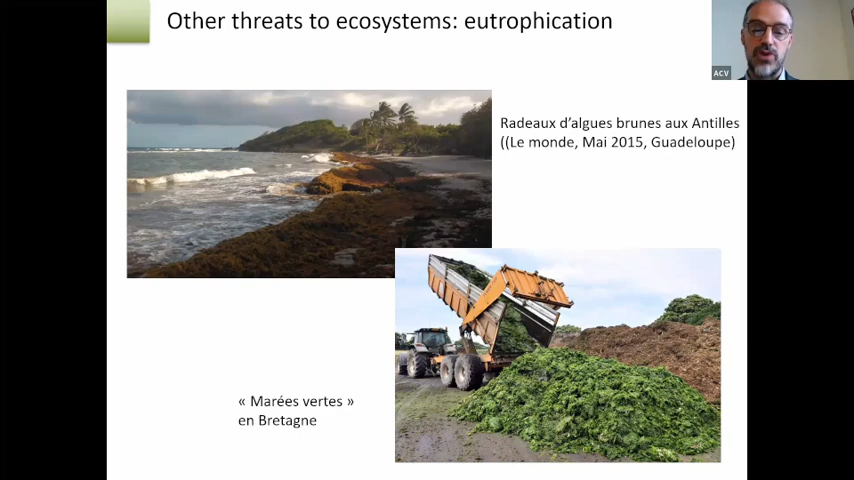 Other threats to ecosystems: eutrophication
ACV
Radeaux d'algues brunes aux Antilles
((Le monde, Mai 2015, Guadeloupe)
« Marées vertes »
en Bretagne